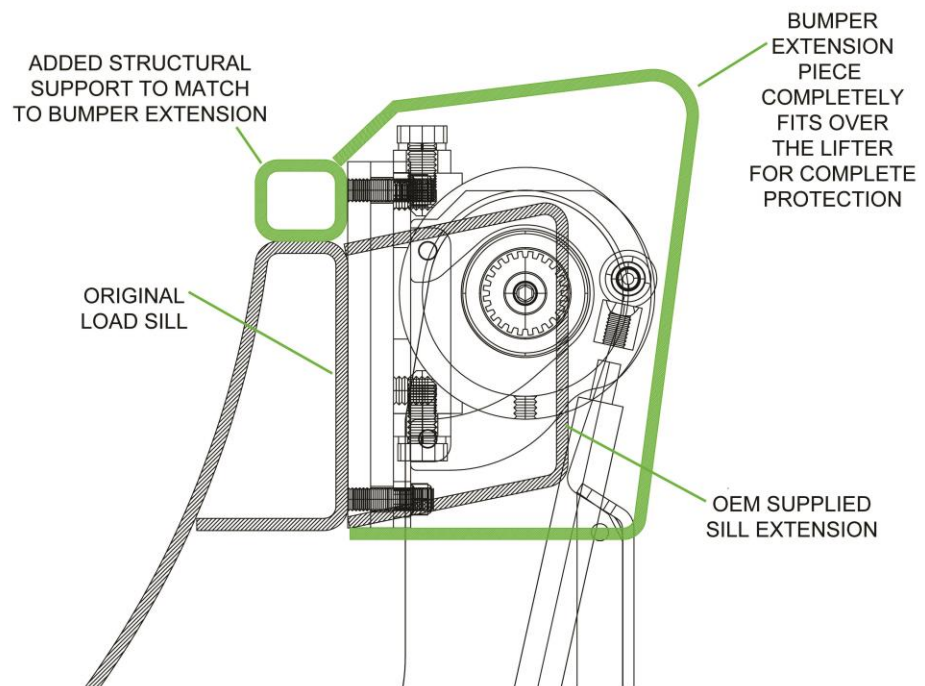 ADDED STRUCTURAL
SUPPORT TO MATCH
TO BUMPER EXTENSION
BUMPER
EXTENSION
PIECE
COMPLETELY
FITS OVER
THE LIFTER
FOR COMPLETE
PROTECTION
ORIGINAL
LOAD SILL
OEM SUPPLIED
SILL EXTENSION